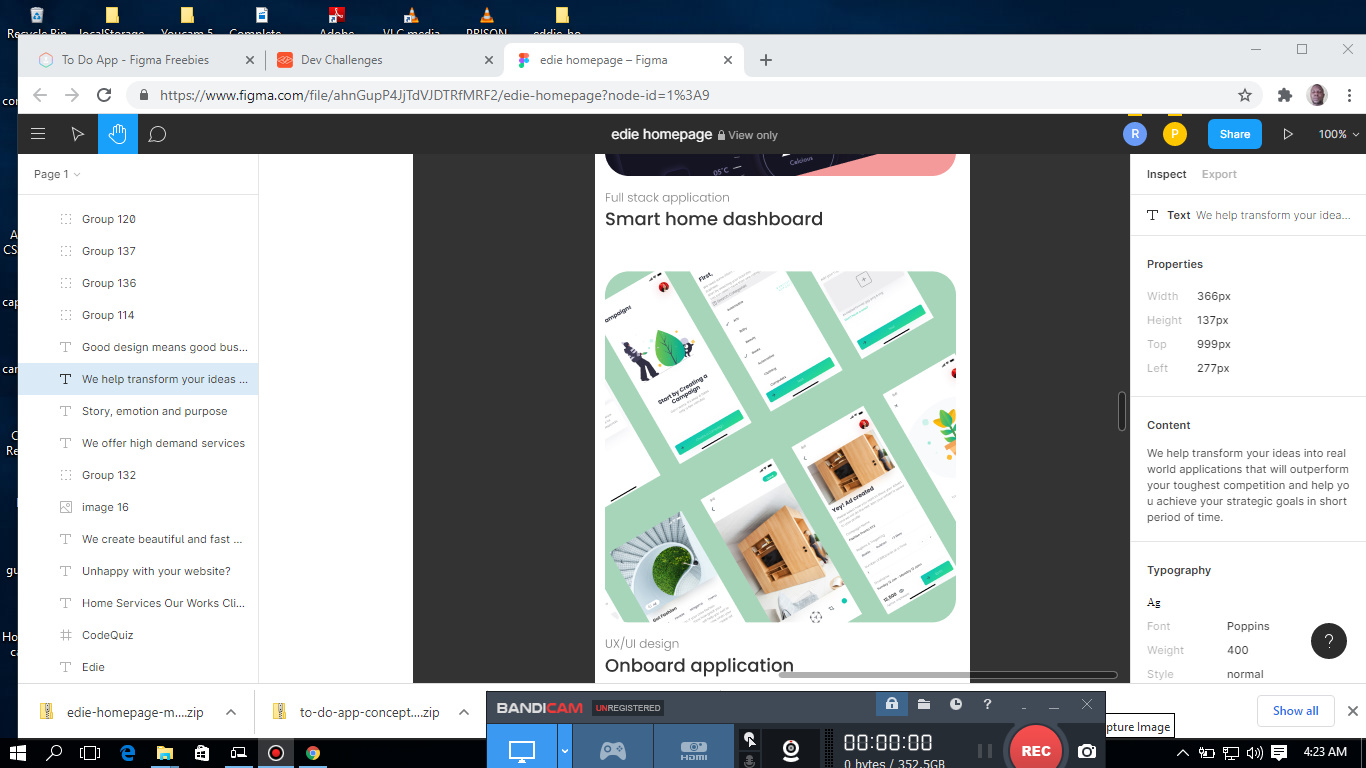 Recycle Bin
localStorage
Youcam 5
Complete
Adobe
VLC media
PRISON
eddie-ho
To Do App - Figma Freebies
Dev Challenges
edie homepage – Figma
https://www.figma.com/file/ahnGupP4JjTdVJDTRfMRF2/edie-homepage?node-id=1%3A9
edie homepage
View only
R
P
Share
100%
Page 1
Group 120
Group 137
Group 136
Group 114
Good design means good bus...
We help transform your ideas ...
Story, emotion and purpose
We offer high demand services
Group 132
image 16
We create beautiful and fast ...
Unhappy with your website?
Home Services Our Works Cli...
CodeQuiz
Edie
05°C
Calcious
Full stack application
Smart home dashboard
First,
Start by Creating a
Campaign
Yey! Ad created
UX/UI design
Onboard application
Inspect
Export
Text We help transform your idea...
Properties
Width 366px
Height 137px
Top 999px
Left 277px
Content
We help transform your ideas into real
world applications that will outperform
your toughest competition and help yo
u achieve your strategic goals in short
period of time.
Typography
Ag
Font Poppins
Weight 400
Style normal
?
edie-homepage-m....zip
to-do-app-concept....zip
Show all
BANDICAM
UNREGISTERED
?
HDMI
00:00:00
0 bytes / 352.5GB
REC
pture Image
4:23 AM